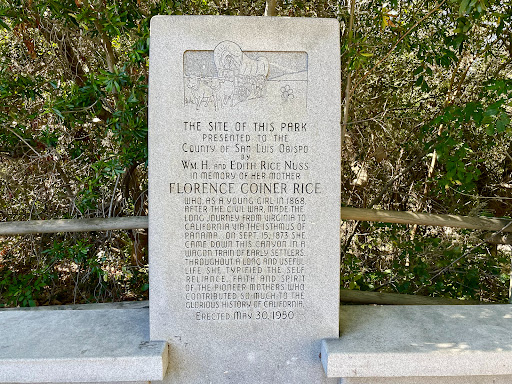 THE SITE OF THIS PARK
PRESENTED TO THE
COUNTY OF SAN LUIS OBISPO
BY
WM. H. AND EDITH RICE NUSS
IN MEMORY OF HER MOTHER
FLORENCE COINER RICE
WHO, AS A YOUNG GIRL IN 1868,
AFTER THE CIVIL WAR, MADE THE
LONG JOURNEY FROM VIRGINIA TO
CALIFORNIA VIA THE ISTHMUS OF
PANAMA. ON SEPT. 15, 1873 SHE
CAME DOWN THIS CANYON IN A
WAGON TRAIN OF EARLY SETTLERS.
THROUGHOUT A LONG AND USEFUL
LIFE SHE TYPIFIED THE SELF
RELIANCE, FAITH AND SPIRIT
OF THE PIONEER MOTHERS WHO
CONTRIBUTED SO MUCH TO THE
GLORIOUS HISTORY OF CALIFORNIA.
ERECTED MAY 30, 1950